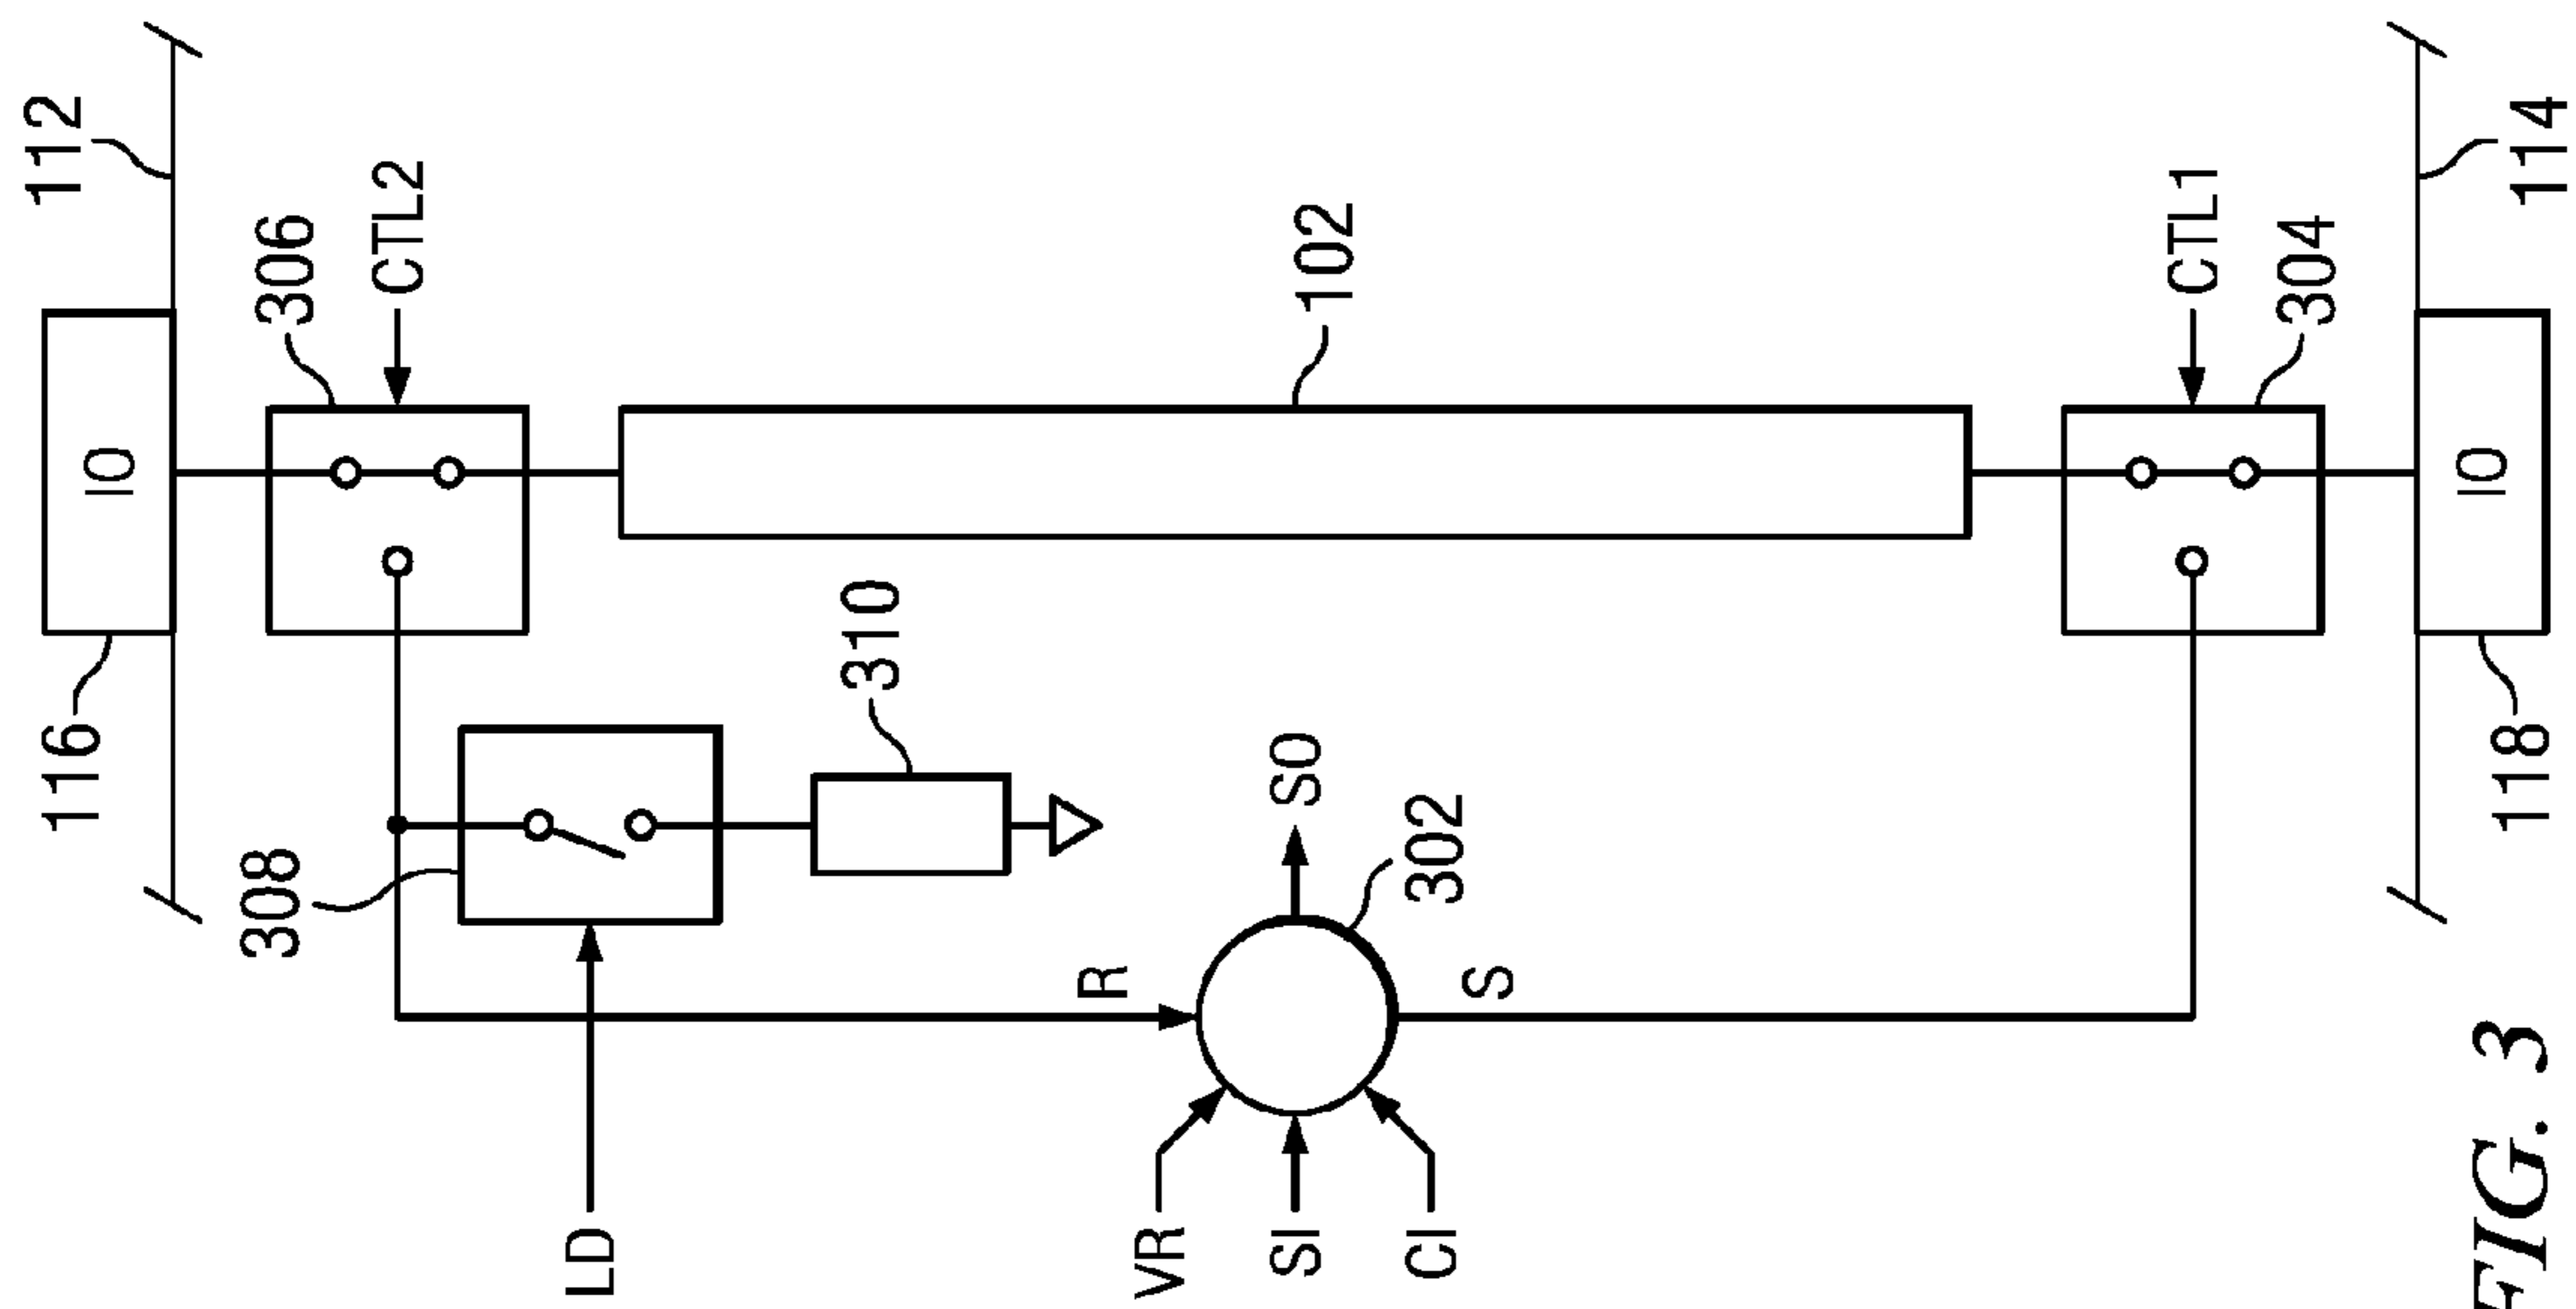 112
306
CTL2
IO
116
102
CTL1
304
114
IO
118
310
308
SO
302
R
S
LD
VR
SI
CI
FIG. 3